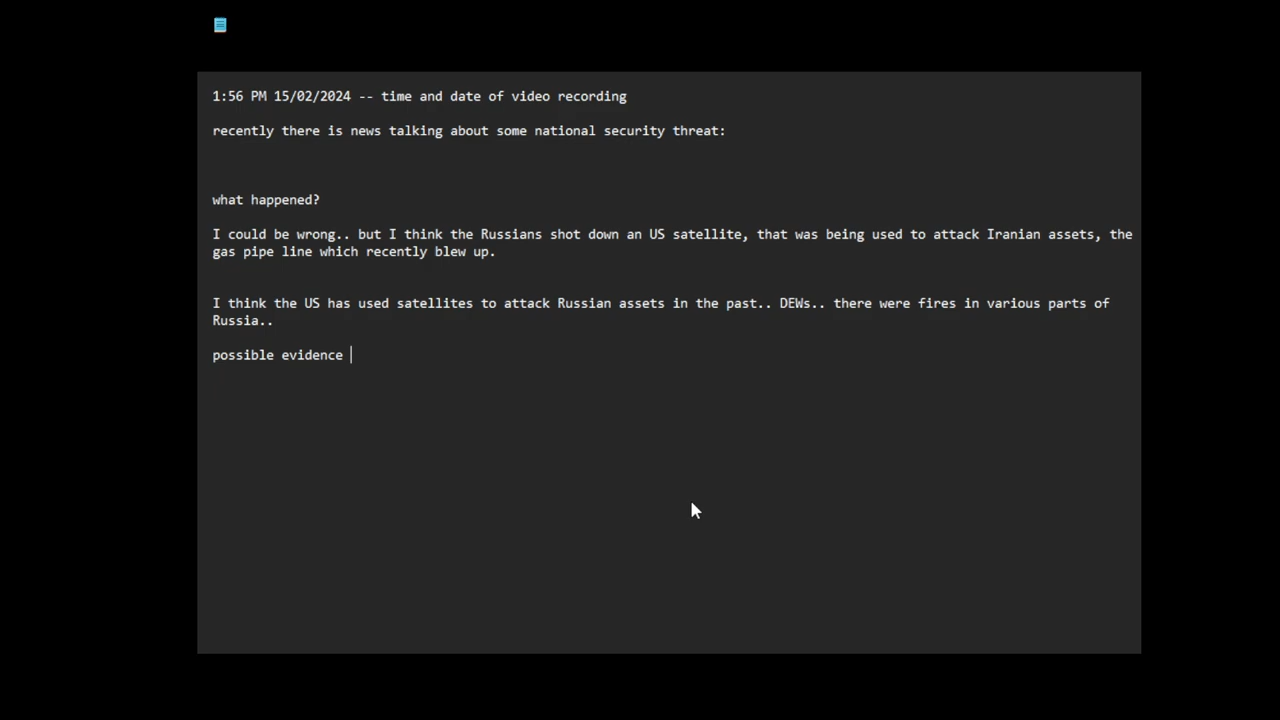 1:56 PM 15/02/2024 -- time and date of video recording
recently there is news talking about some national security threat:
what happened?
I could be wrong.. but I think the Russians shot down an US satellite, that was being used to attack Iranian assets, the
gas pipe line which recently blew up.
I think the US has used satellites to attack Russian assets in the past.. DEWs.. there were fires in various parts of
Russia..
possible evidence